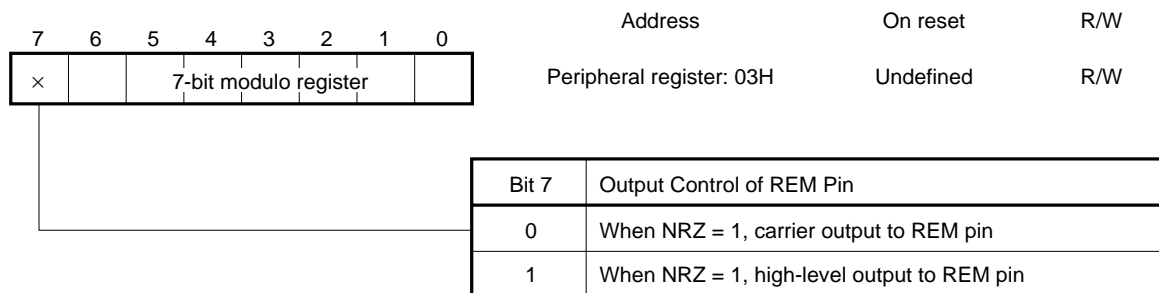 Address On reset R/W
7 6 5 4 3 2 1 0
× 7-bit modulo register Peripheral register: 03H Undefined R/W
Bit 7 Output Control of REM Pin
0 When NRZ = 1, carrier output to REM pin
1 When NRZ = 1, high-level output to REM pin